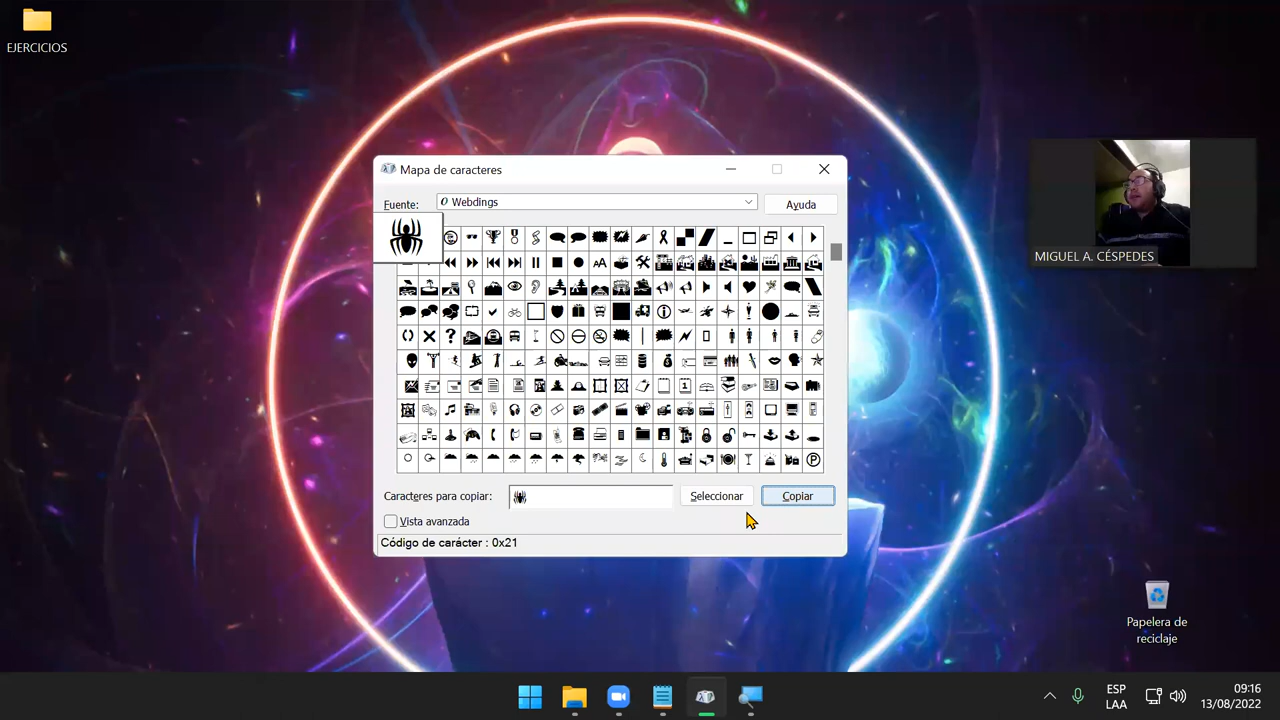 EJERCICIOS
Mapa de caracteres
Fuente:
Webdings
Ayuda
Caracteres para copiar:
Seleccionar
Copiar
Vista avanzada
Código de carácter : 0x21
MIGUEL A. CÉSPEDES
Papelera de
reciclaje
ESP
LAA
09:16
13/08/2022